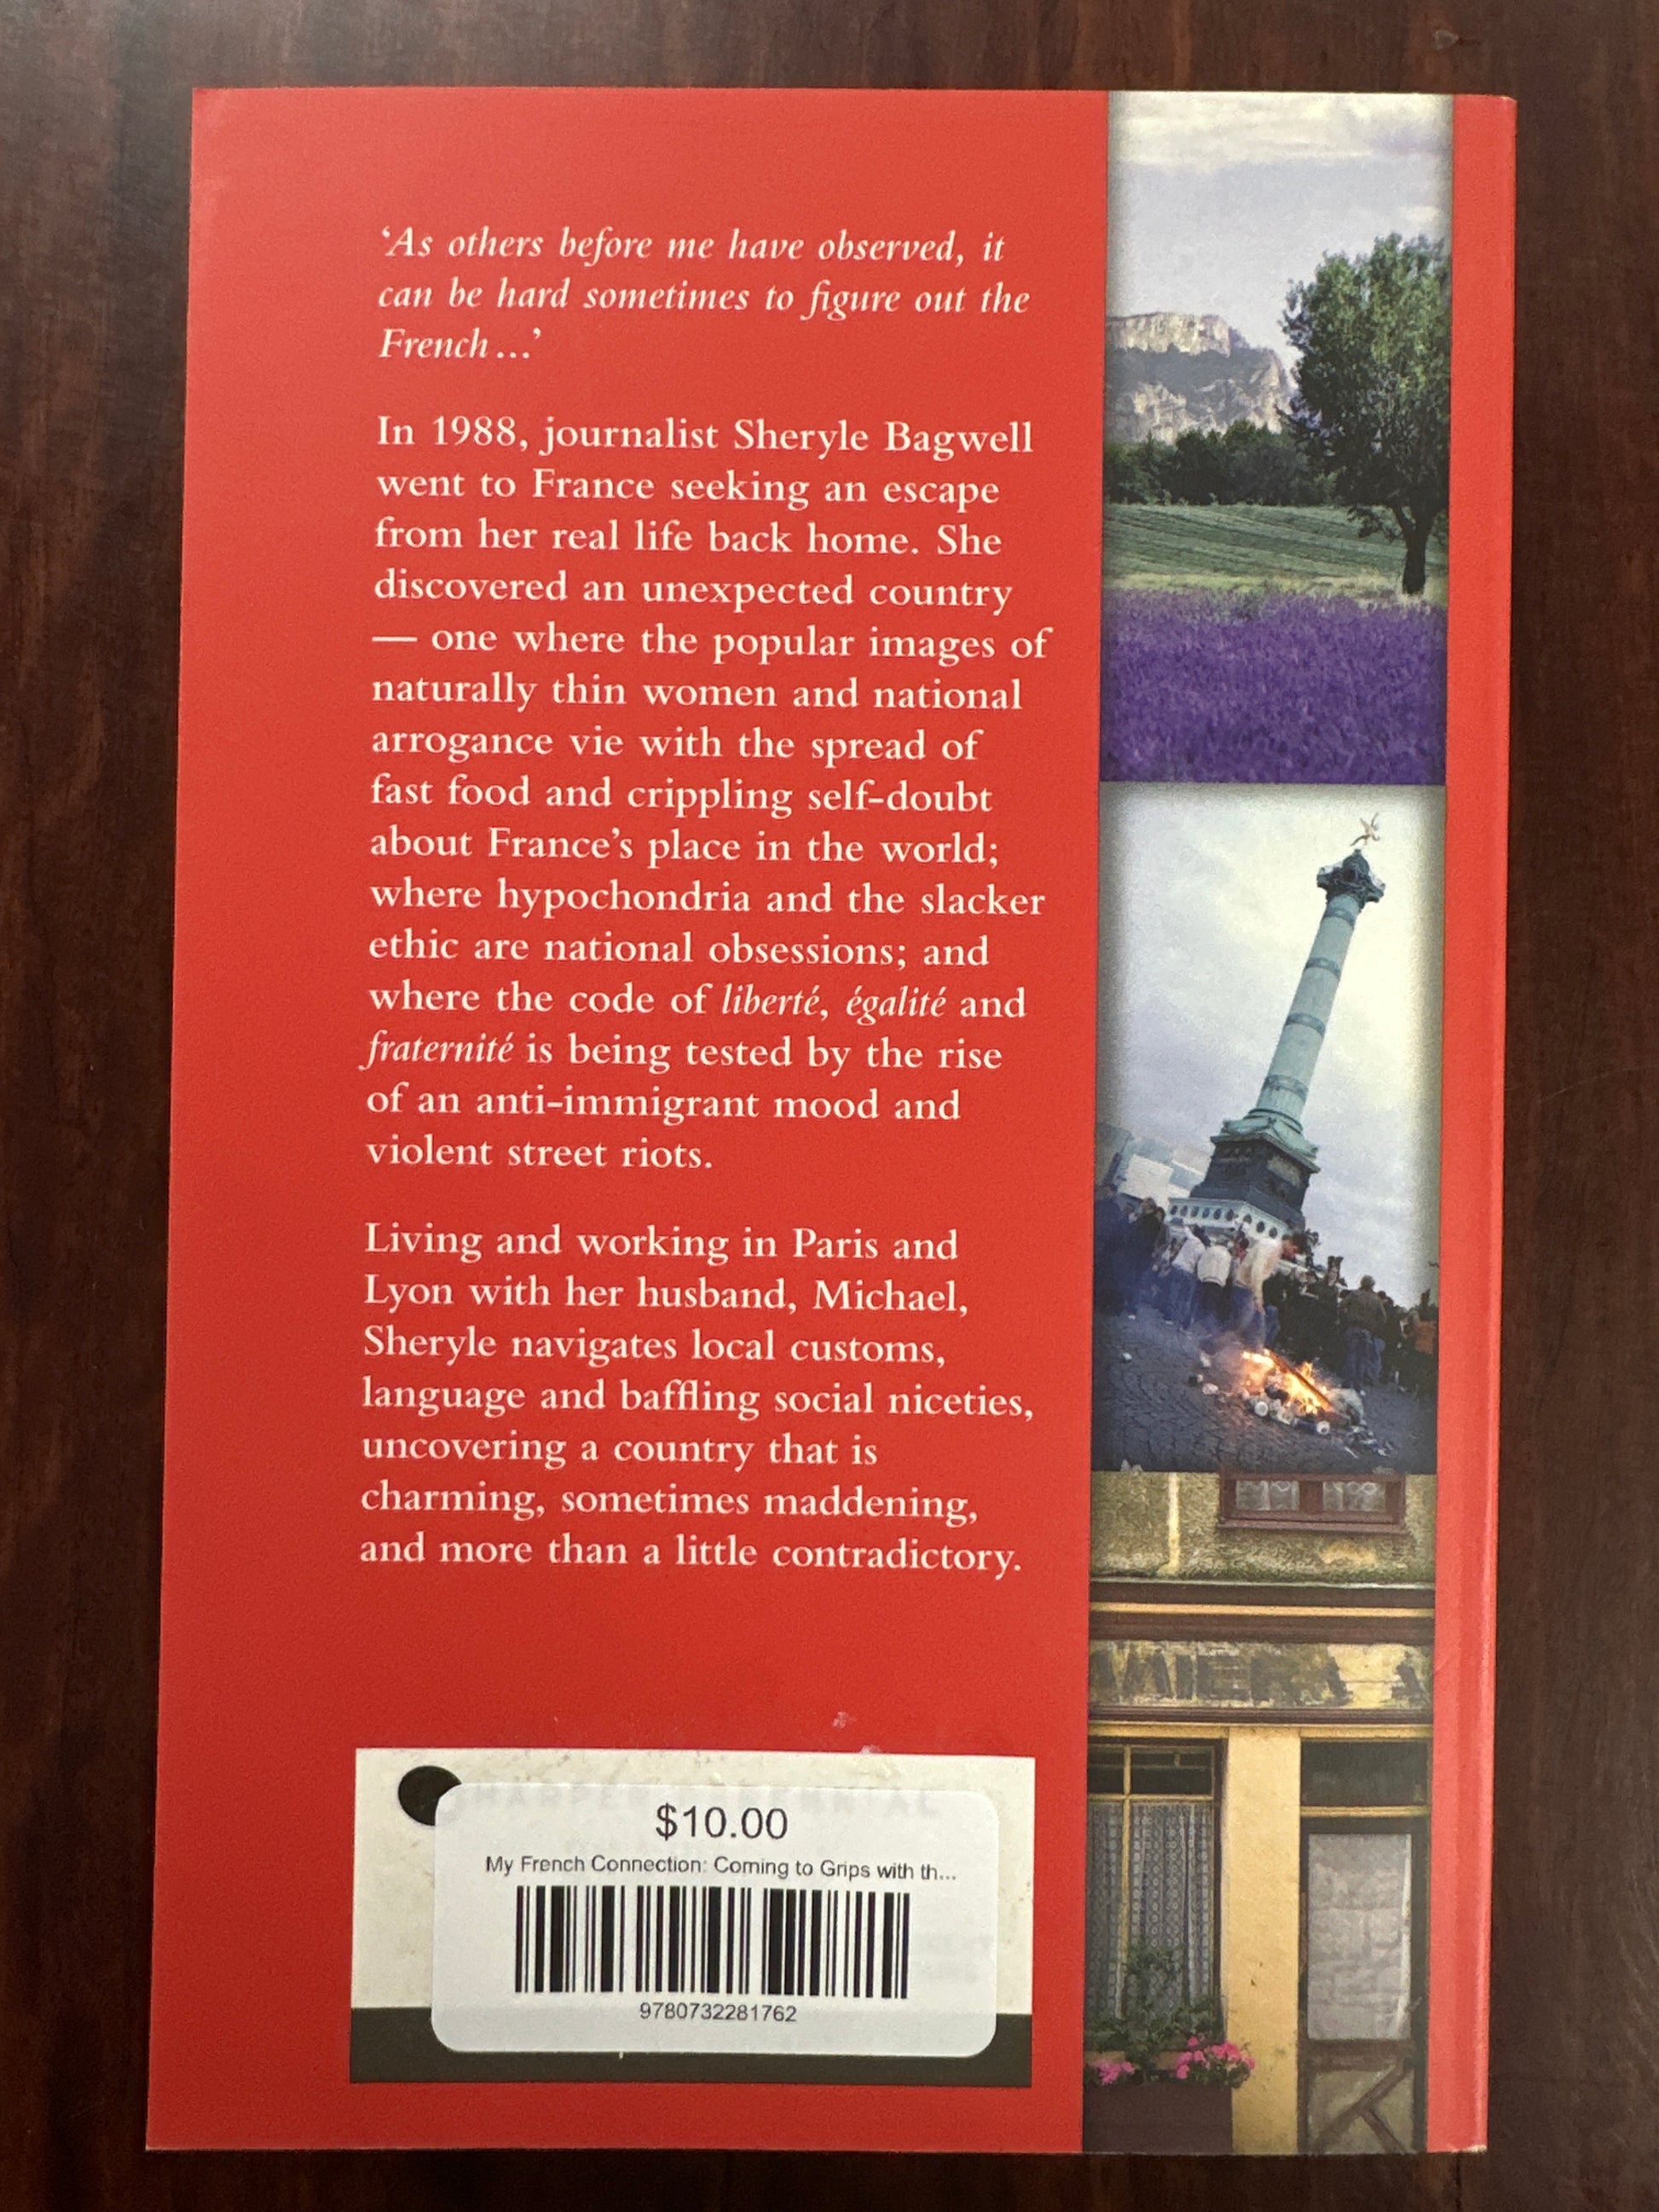 ‘As others before me have observed, it
can be hard sometimes to figure out the
French...’
In 1988, journalist Sheryle Bagwell
went to France seeking an escape
from her real life back home. She
discovered an unexpected country
— one where the popular images of
naturally thin women and national
arrogance vie with the spread of
fast food and crippling self-doubt
about France’s place in the world;
where hypochondria and the slacker
ethic are national obsessions; and
where the code of liberté, égalité and
fraternité is being tested by the rise
of an anti-immigrant mood and
violent street riots.
Living and working in Paris and
Lyon with her husband, Michael,
Sheryle navigates local customs,
language and baffling social niceties,
uncovering a country that is
charming, sometimes maddening,
and more than a little contradictory.
$10.00
My French Connection: Coming to Grips with th...
9780732281762